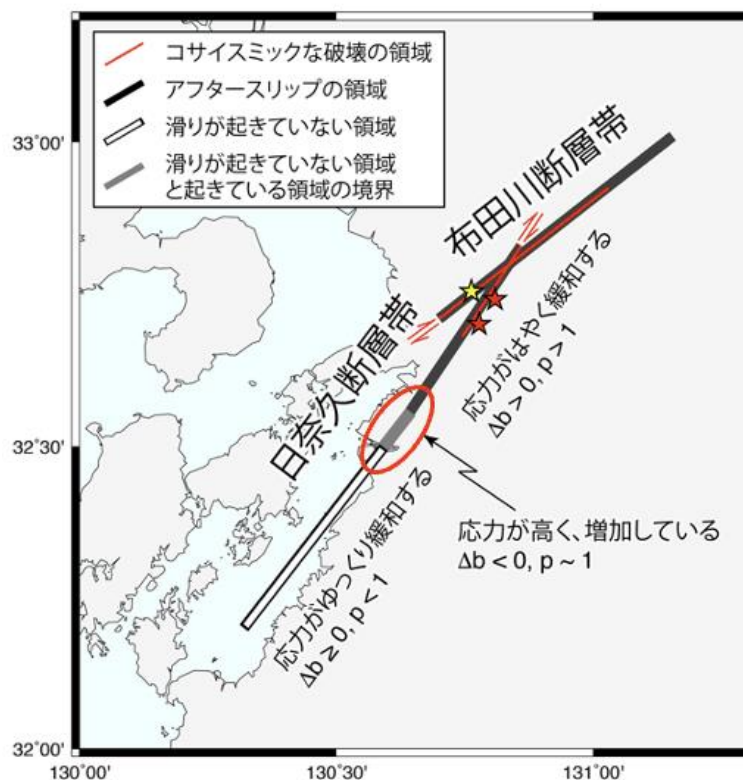 コサイスミックな破壊の領域
アフタースリップの領域
滑りが起きていない領域
滑りが起きていない領域
と起きている領域の境界
33°00'
布田川断層帯
日奈久断層帯
応力がはやく緩和する
Δb > 0, p > 1
32°30'
応力が高く、増加している
Δb < 0, p ~ 1
応力がゆっくり緩和する
Δb ≥ 0, p < 1
32°00'
130°00'
130°30'
131°00'